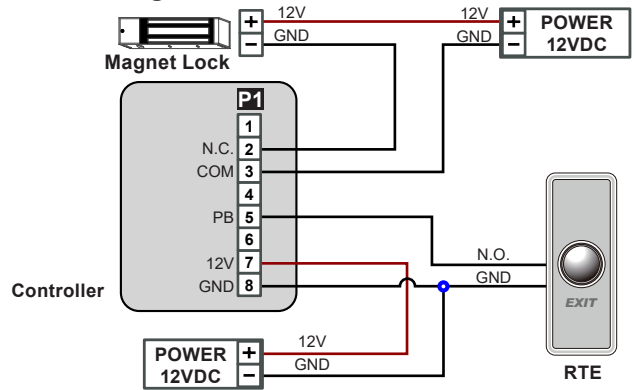 12V
12V
+
+
POWER
GND
GND
−
−
12VDC
Magnet Lock
P1
1
N.C. 2
COM 3
4
PB 5
6
N.O.
12V 7
GND
GND 8
Controller
EXIT
12V
POWER
+
GND
12VDC
−
RTE